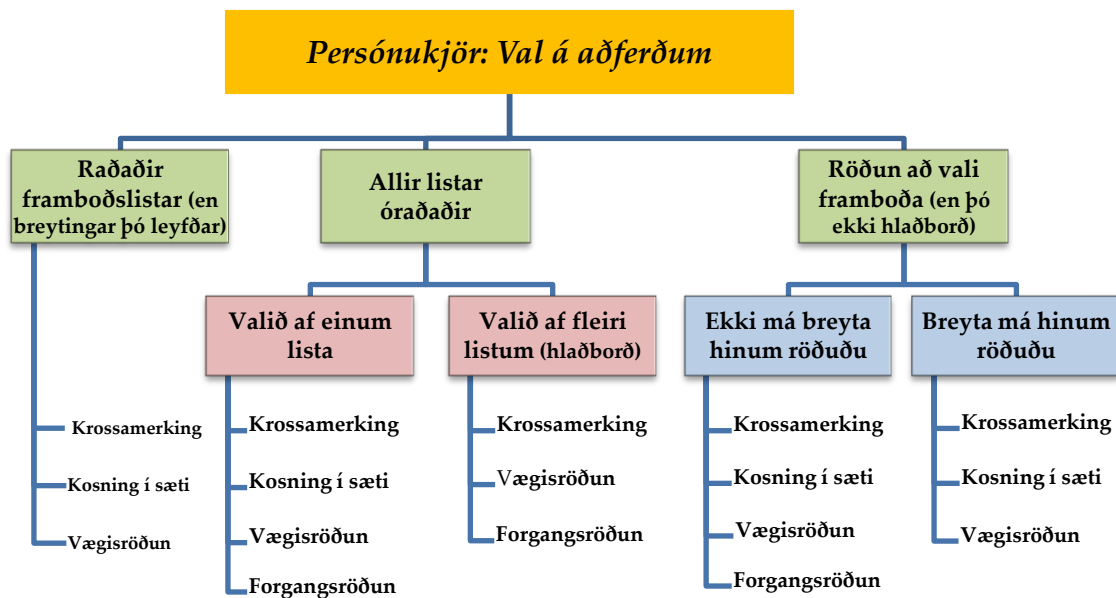 Persónukjör: Val á aðferðum
Raðaðir
framboðslistar (en
breytingar þó leyfðar)
Krossamerking
Kosning í sæti
Vægisröðun
Allir listar
óraðaðir
Valið af einum
lista
Krossamerking
Kosning í sæti
Vægisröðun
Forgangsröðun
Valið af fleiri
listum (hlaðborð)
Krossamerking
Vægisröðun
Forgangsröðun
Röðun að vali
framboða (en þó
ekki hlaðborð)
Ekki má breyta
hinum röðuðu
Krossamerking
Kosning í sæti
Vægisröðun
Forgangsröðun
Breyta má hinum
röðuðu
Krossamerking
Kosning í sæti
Vægisröðun